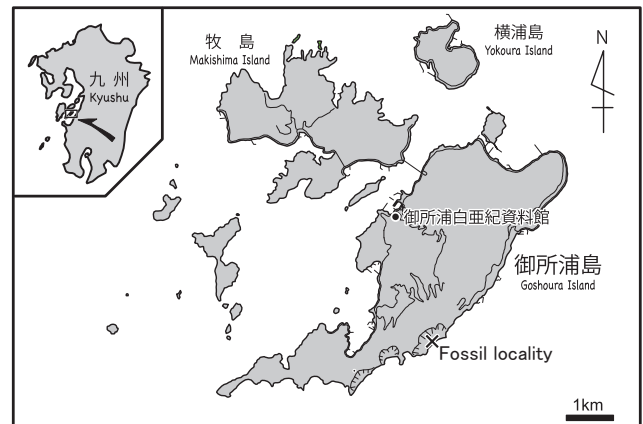 九 州
Kyushu
牧 島
Makishima Island
横浦島
Yokoura Island
N
御所浦白亜紀資料館
御所浦島
Goshoura Island
Fossil locality
1km